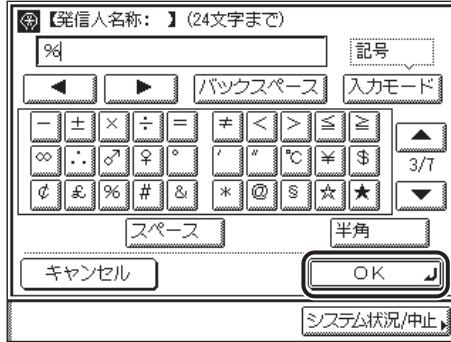 【発信人名称： 】(24文字まで)
%
記号
◀ ▶ バックスペース 入力モード
－ ± × ÷ ＝ ≠ ＜ ＞ ≦ ≧ ▲
∞ ∴ ♂ ♀ ° ′ ″ ℃ ￥ ＄ 3/7
￠ ￡ ％ ＃ ＆ ＊ ＠ § ☆ ★ ▼
スペース 半角
キャンセル OK
システム状況/中止